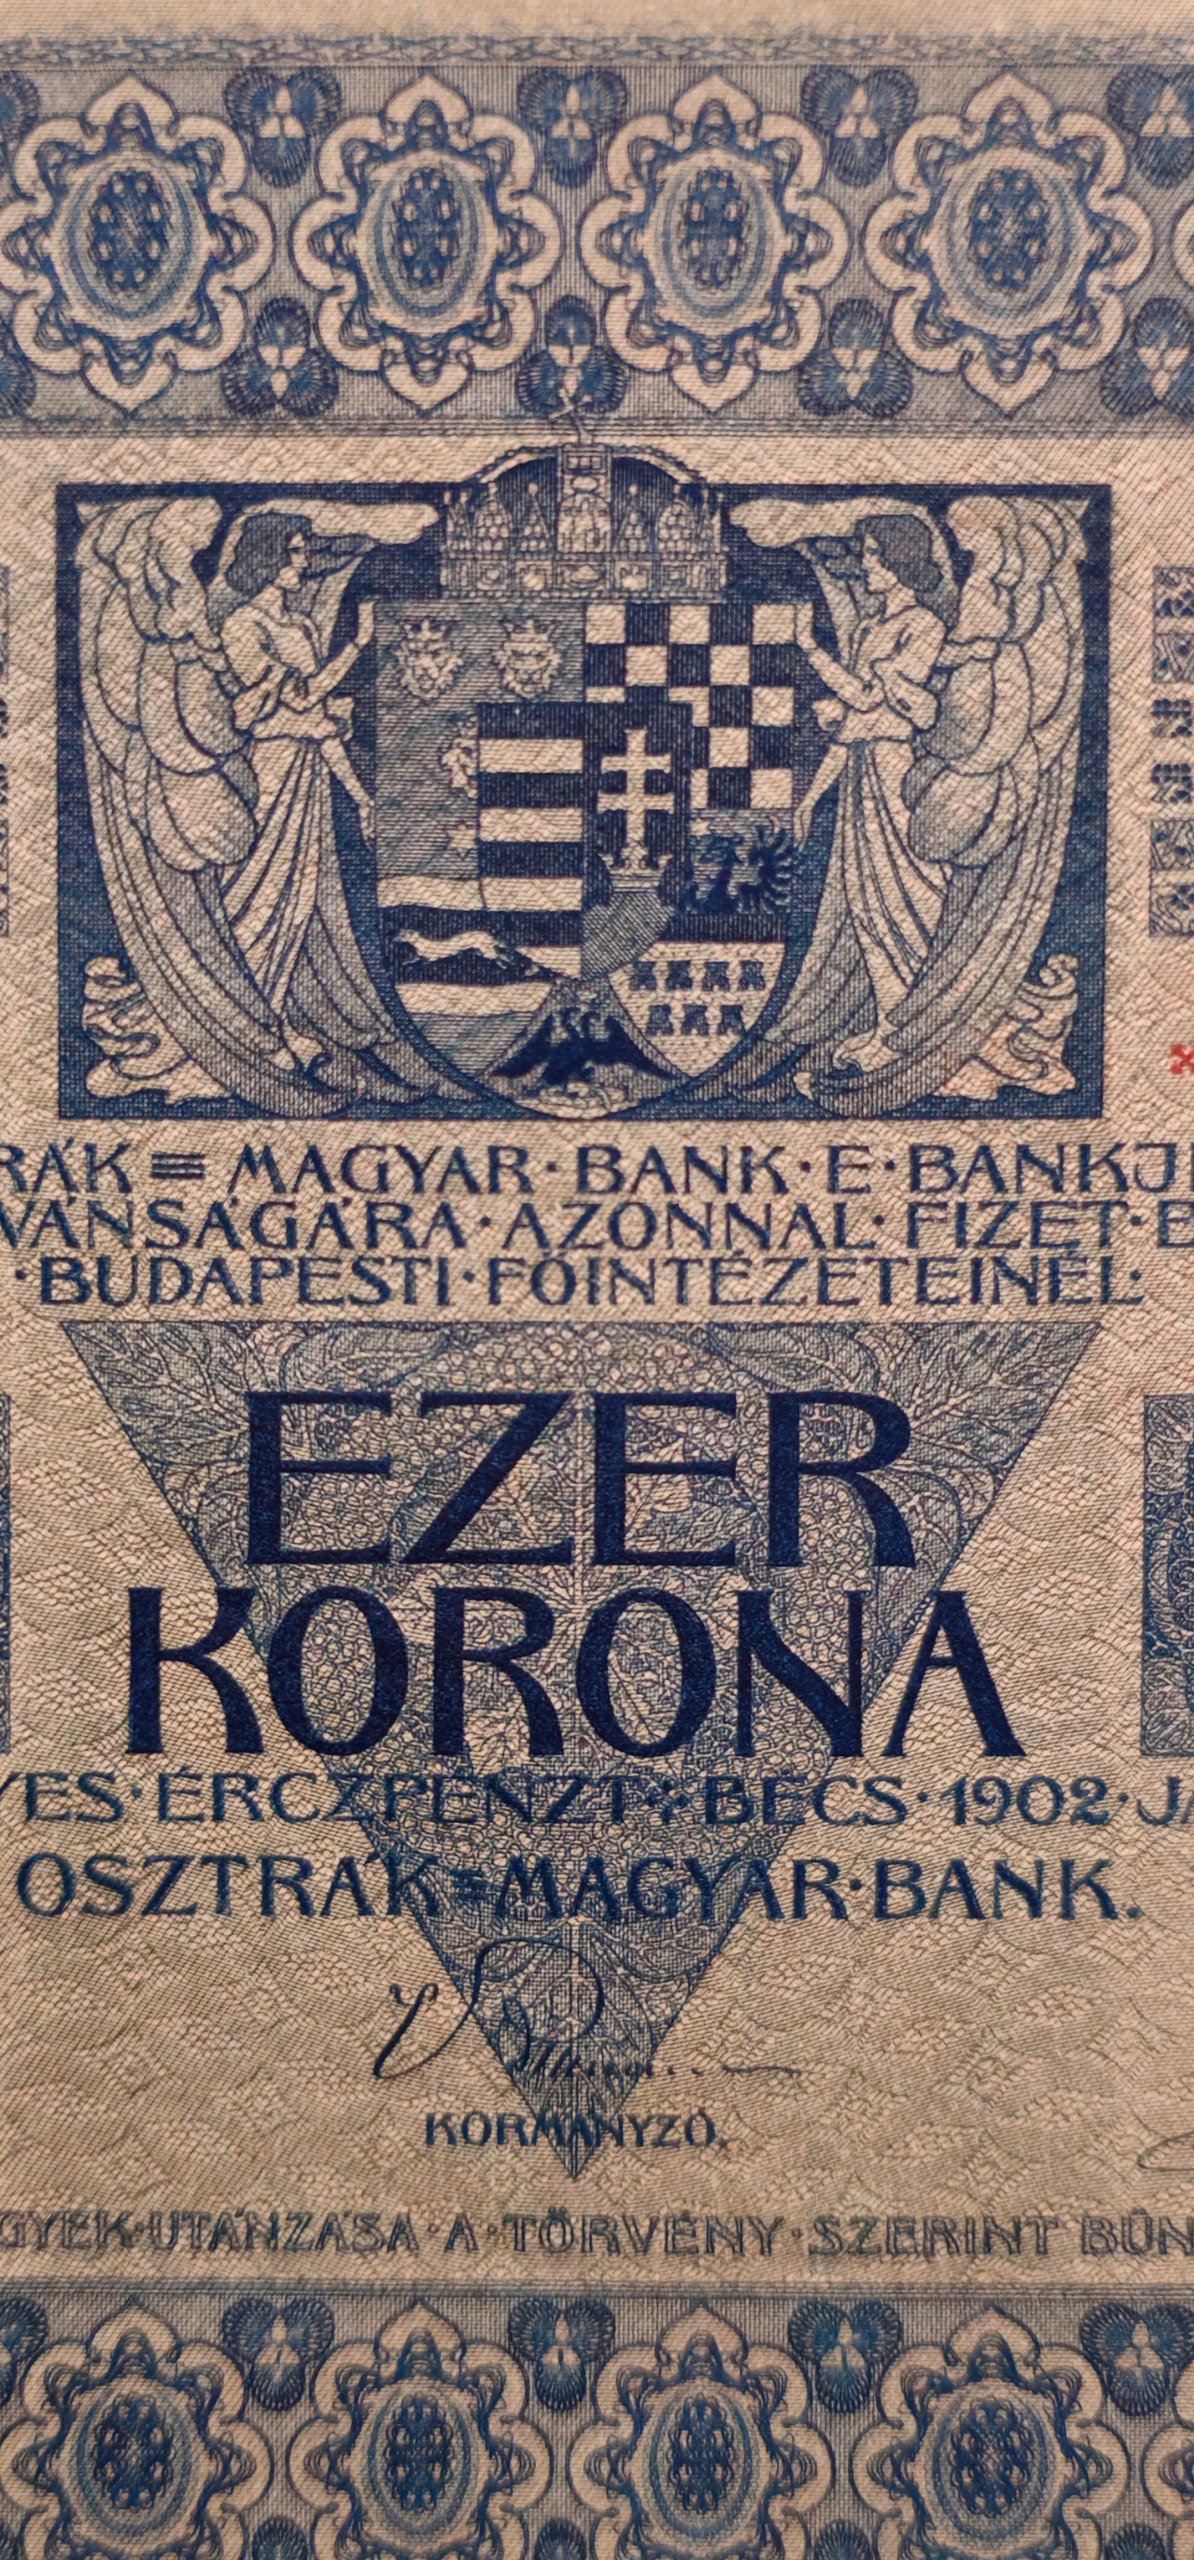 RÁK = MAGYAR · BANK · E · BANKJ
VÁNSÁGÁRA · AZONNAL · FIZET ·
· BUDAPESTI · FŐINTÉZETEINÉL ·
EZER
KORONA
ÉRCZPÉNZT · BÉCS · 1902 · JA
OSZTRÁK = MAGYAR · BANK.
KORMÁNYZÓ.
GYEK · UTÁNZÁSA · A · TÖRVÉNY · SZERINT BÜN